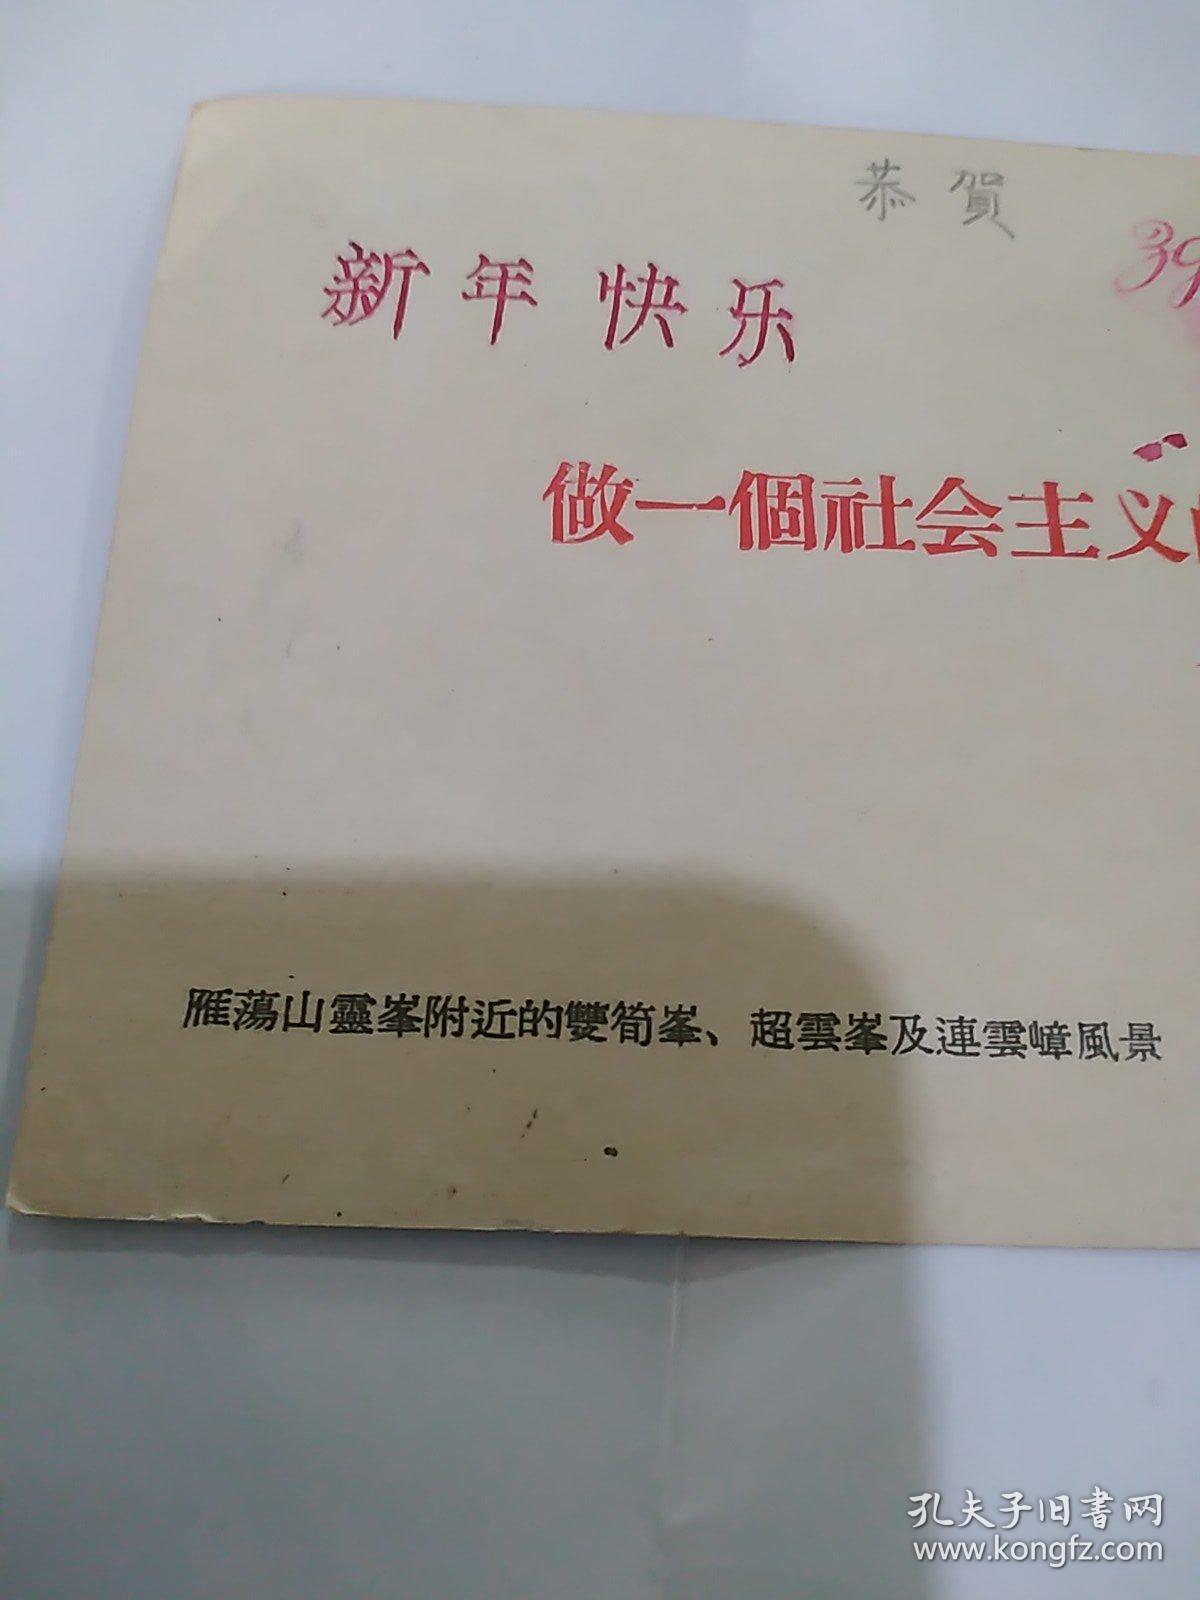 恭賀
39
新年快乐
做一個社会主义
雁蕩山靈峯附近的雙筍峯、超雲峯及連雲嶂風景
孔夫子旧书网
www.kongfz.com